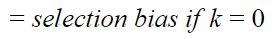 = selection bias if k = 0